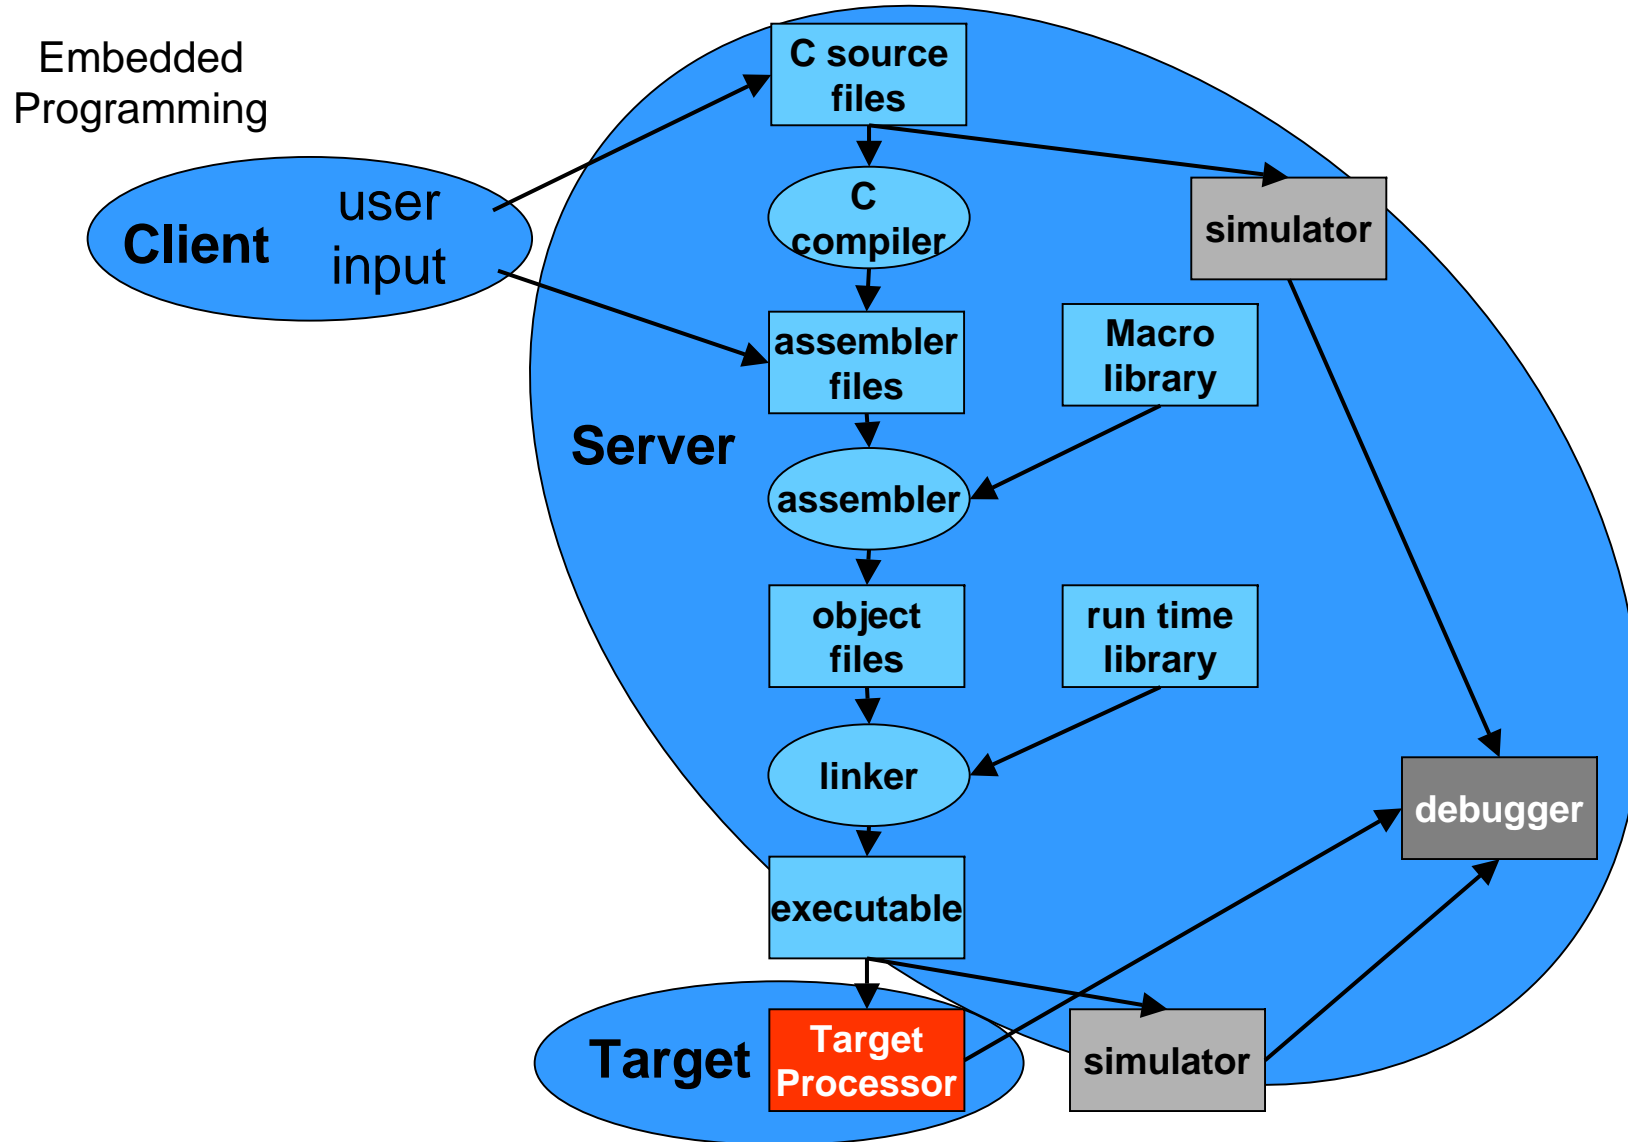 Embedded
Programming
Client
user
input
C source
files
C
compiler
simulator
assembler
files
Macro
library
Server
assembler
object
files
run time
library
linker
debugger
executable
Target
Target
Processor
simulator